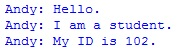 Andy: Hello.
Andy: I am a student.
Andy: My ID is 102.